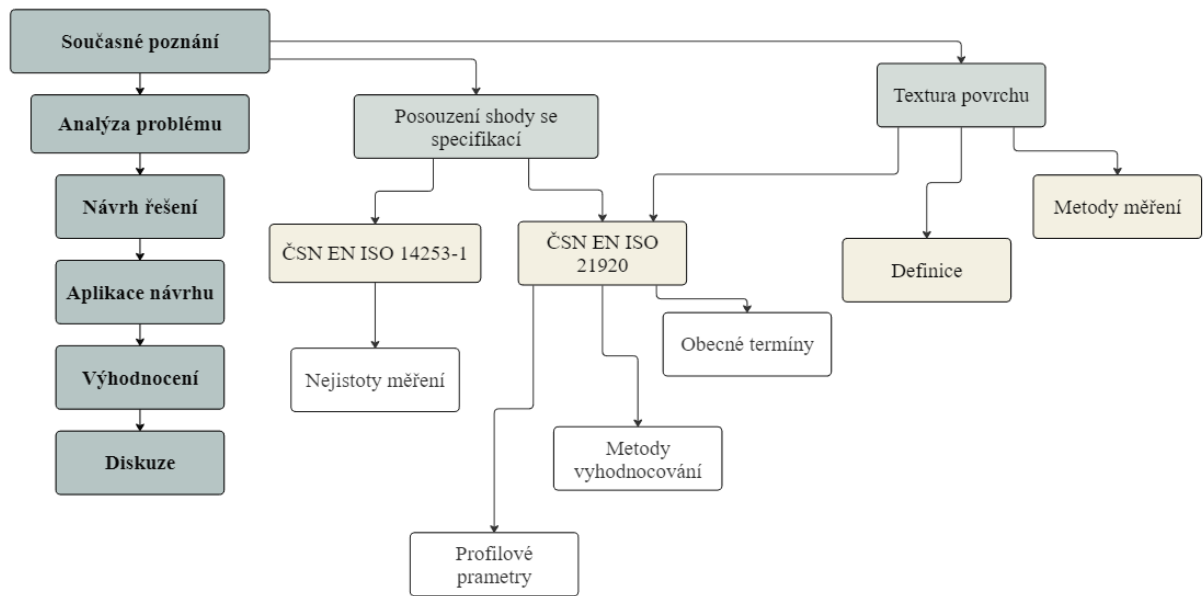 Současné poznání
Analýza problému
Návrh řešení
Aplikace návrhu
Výhodnocení
Diskuze
Posouzení shody se
specifikací
Textura povrchu
ČSN EN ISO 14253-1
ČSN EN ISO
21920
Definice
Metody měření
Nejistoty měření
Obecné termíny
Metody
vyhodnocování
Profilové
prametry